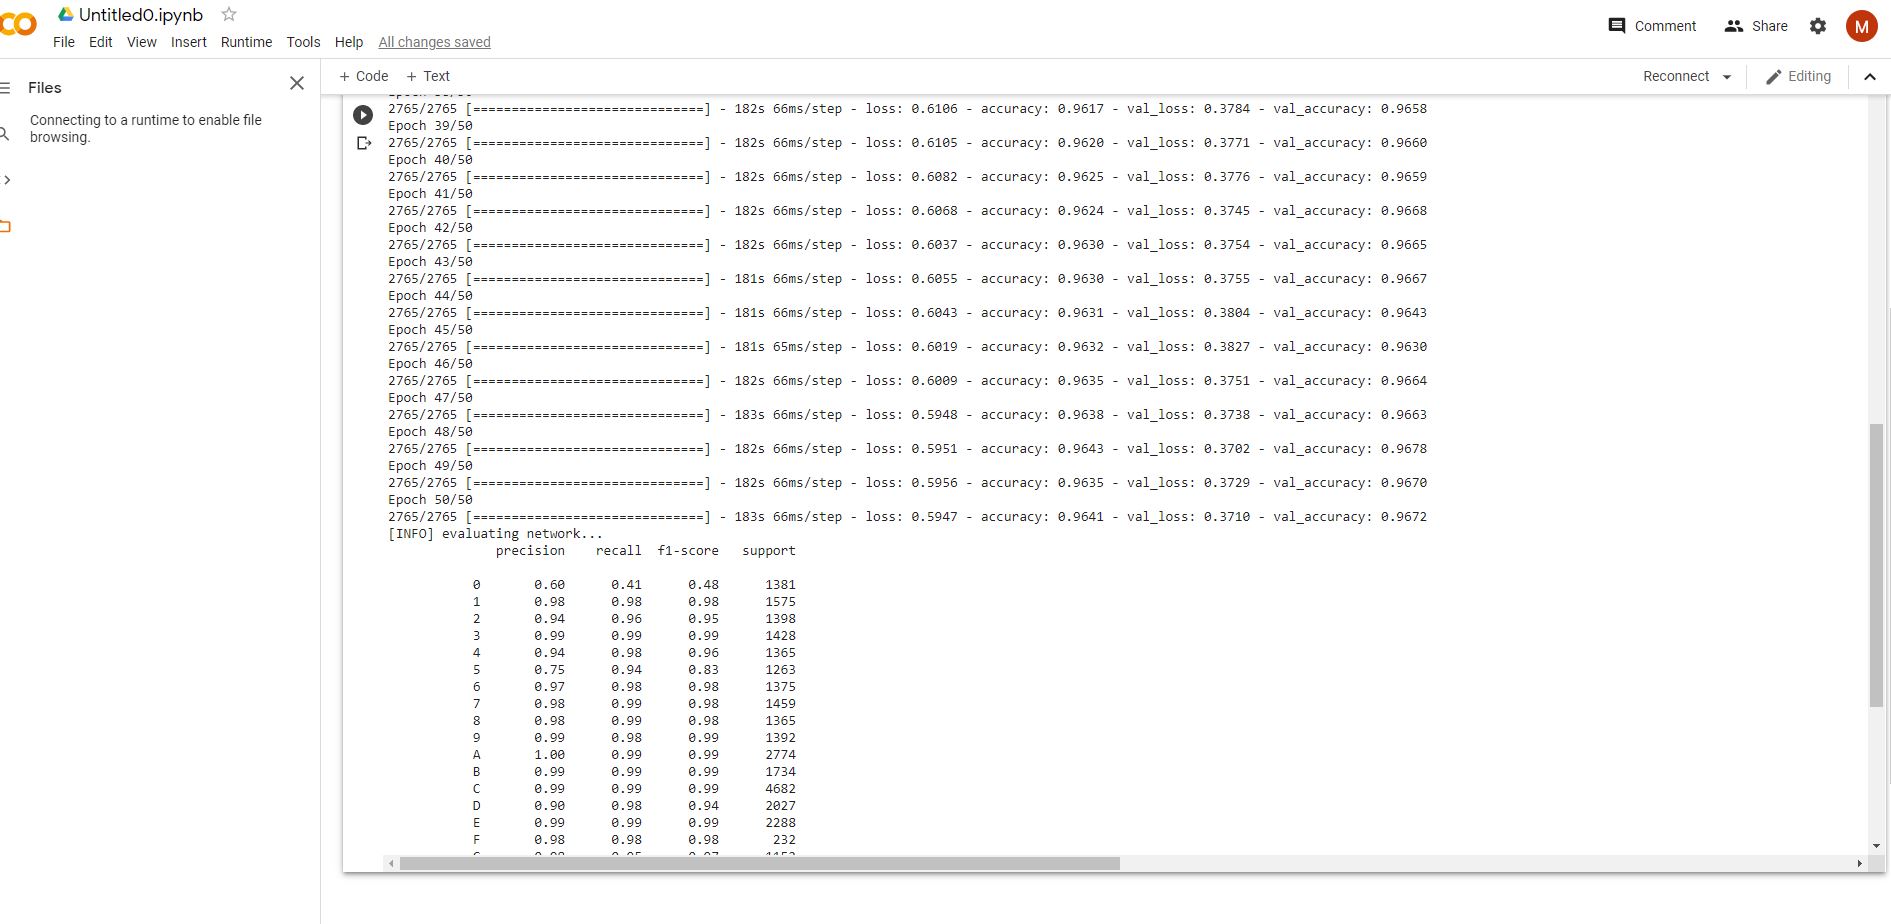 Untitled0.ipynb
File Edit View Insert Runtime Tools Help All changes saved
Comment Share M
Files
Connecting to a runtime to enable file
browsing.
+ Code + Text
Reconnect Editing
2765/2765 [==============================] - 182s 66ms/step - loss: 0.6106 - accuracy: 0.9617 - val_loss: 0.3784 - val_accuracy: 0.9658
Epoch 39/50
2765/2765 [==============================] - 182s 66ms/step - loss: 0.6105 - accuracy: 0.9620 - val_loss: 0.3771 - val_accuracy: 0.9660
Epoch 40/50
2765/2765 [==============================] - 182s 66ms/step - loss: 0.6082 - accuracy: 0.9625 - val_loss: 0.3776 - val_accuracy: 0.9659
Epoch 41/50
2765/2765 [==============================] - 182s 66ms/step - loss: 0.6068 - accuracy: 0.9624 - val_loss: 0.3745 - val_accuracy: 0.9668
Epoch 42/50
2765/2765 [==============================] - 182s 66ms/step - loss: 0.6037 - accuracy: 0.9630 - val_loss: 0.3754 - val_accuracy: 0.9665
Epoch 43/50
2765/2765 [==============================] - 181s 66ms/step - loss: 0.6055 - accuracy: 0.9630 - val_loss: 0.3755 - val_accuracy: 0.9667
Epoch 44/50
2765/2765 [==============================] - 181s 66ms/step - loss: 0.6043 - accuracy: 0.9631 - val_loss: 0.3804 - val_accuracy: 0.9643
Epoch 45/50
2765/2765 [==============================] - 181s 65ms/step - loss: 0.6019 - accuracy: 0.9632 - val_loss: 0.3827 - val_accuracy: 0.9630
Epoch 46/50
2765/2765 [==============================] - 182s 66ms/step - loss: 0.6009 - accuracy: 0.9635 - val_loss: 0.3751 - val_accuracy: 0.9664
Epoch 47/50
2765/2765 [==============================] - 183s 66ms/step - loss: 0.5948 - accuracy: 0.9638 - val_loss: 0.3738 - val_accuracy: 0.9663
Epoch 48/50
2765/2765 [==============================] - 182s 66ms/step - loss: 0.5951 - accuracy: 0.9643 - val_loss: 0.3702 - val_accuracy: 0.9678
Epoch 49/50
2765/2765 [==============================] - 182s 66ms/step - loss: 0.5956 - accuracy: 0.9635 - val_loss: 0.3729 - val_accuracy: 0.9670
Epoch 50/50
2765/2765 [==============================] - 183s 66ms/step - loss: 0.5947 - accuracy: 0.9641 - val_loss: 0.3710 - val_accuracy: 0.9672
[INFO] evaluating network...
precision recall f1-score support
0 0.60 0.41 0.48 1381
1 0.98 0.98 0.98 1575
2 0.94 0.96 0.95 1398
3 0.99 0.99 0.99 1428
4 0.94 0.98 0.96 1365
5 0.75 0.94 0.83 1263
6 0.97 0.98 0.98 1375
7 0.98 0.99 0.98 1459
8 0.98 0.99 0.98 1365
9 0.99 0.98 0.99 1392
A 1.00 0.99 0.99 2774
B 0.99 0.99 0.99 1734
C 0.99 0.99 0.99 4682
D 0.90 0.98 0.94 2027
E 0.99 0.99 0.99 2288
F 0.98 0.98 0.98 232